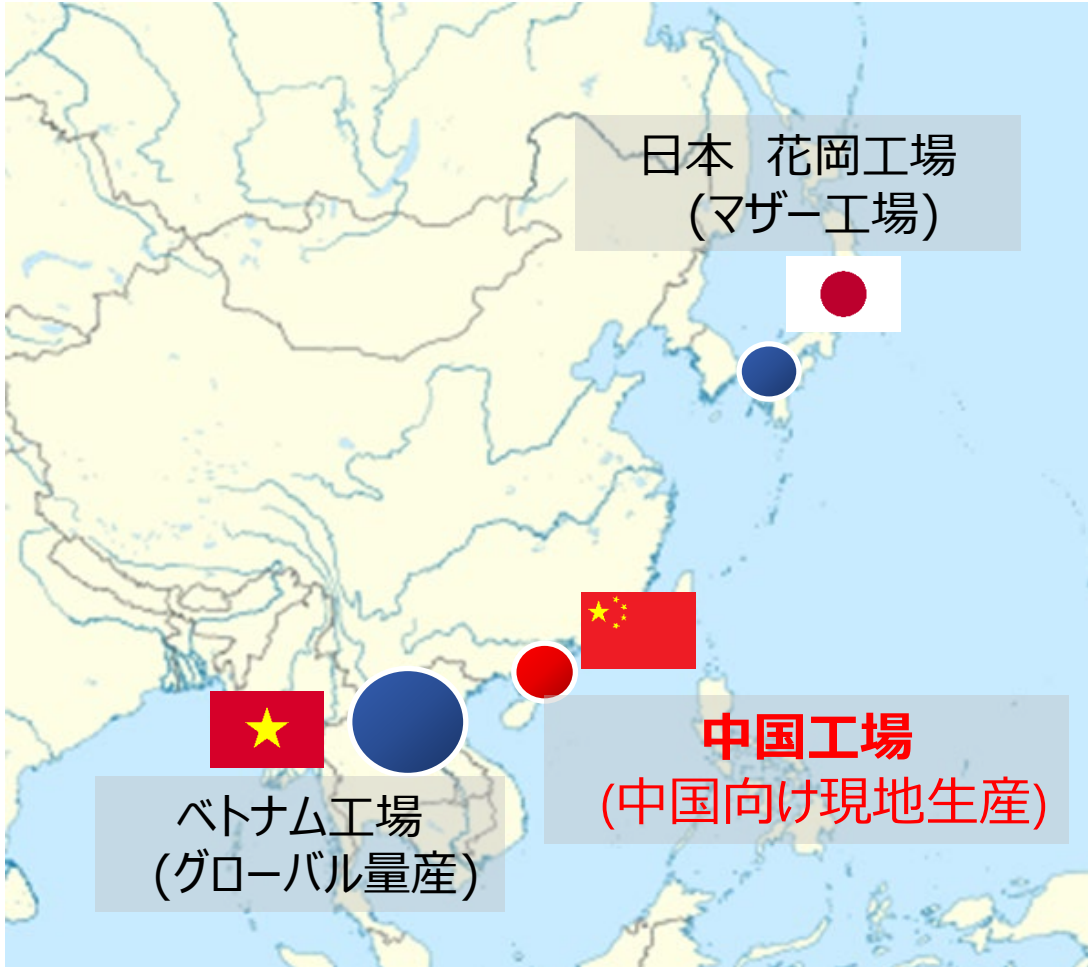 日本　花岡工場
(マザー工場)
中国工場
(中国向け現地生産)
ベトナム工場
(グローバル量産)